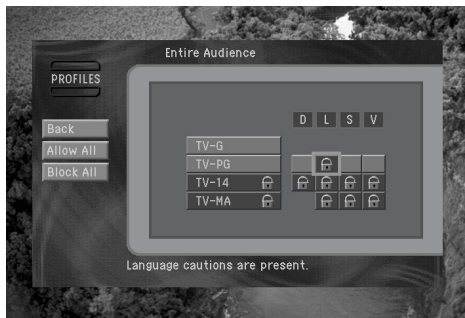 Entire Audience
PROFILES
D L S V
Back
Allow All
Block All
TV-G
TV-PG
TV-14
TV-MA
Language cautions are present.